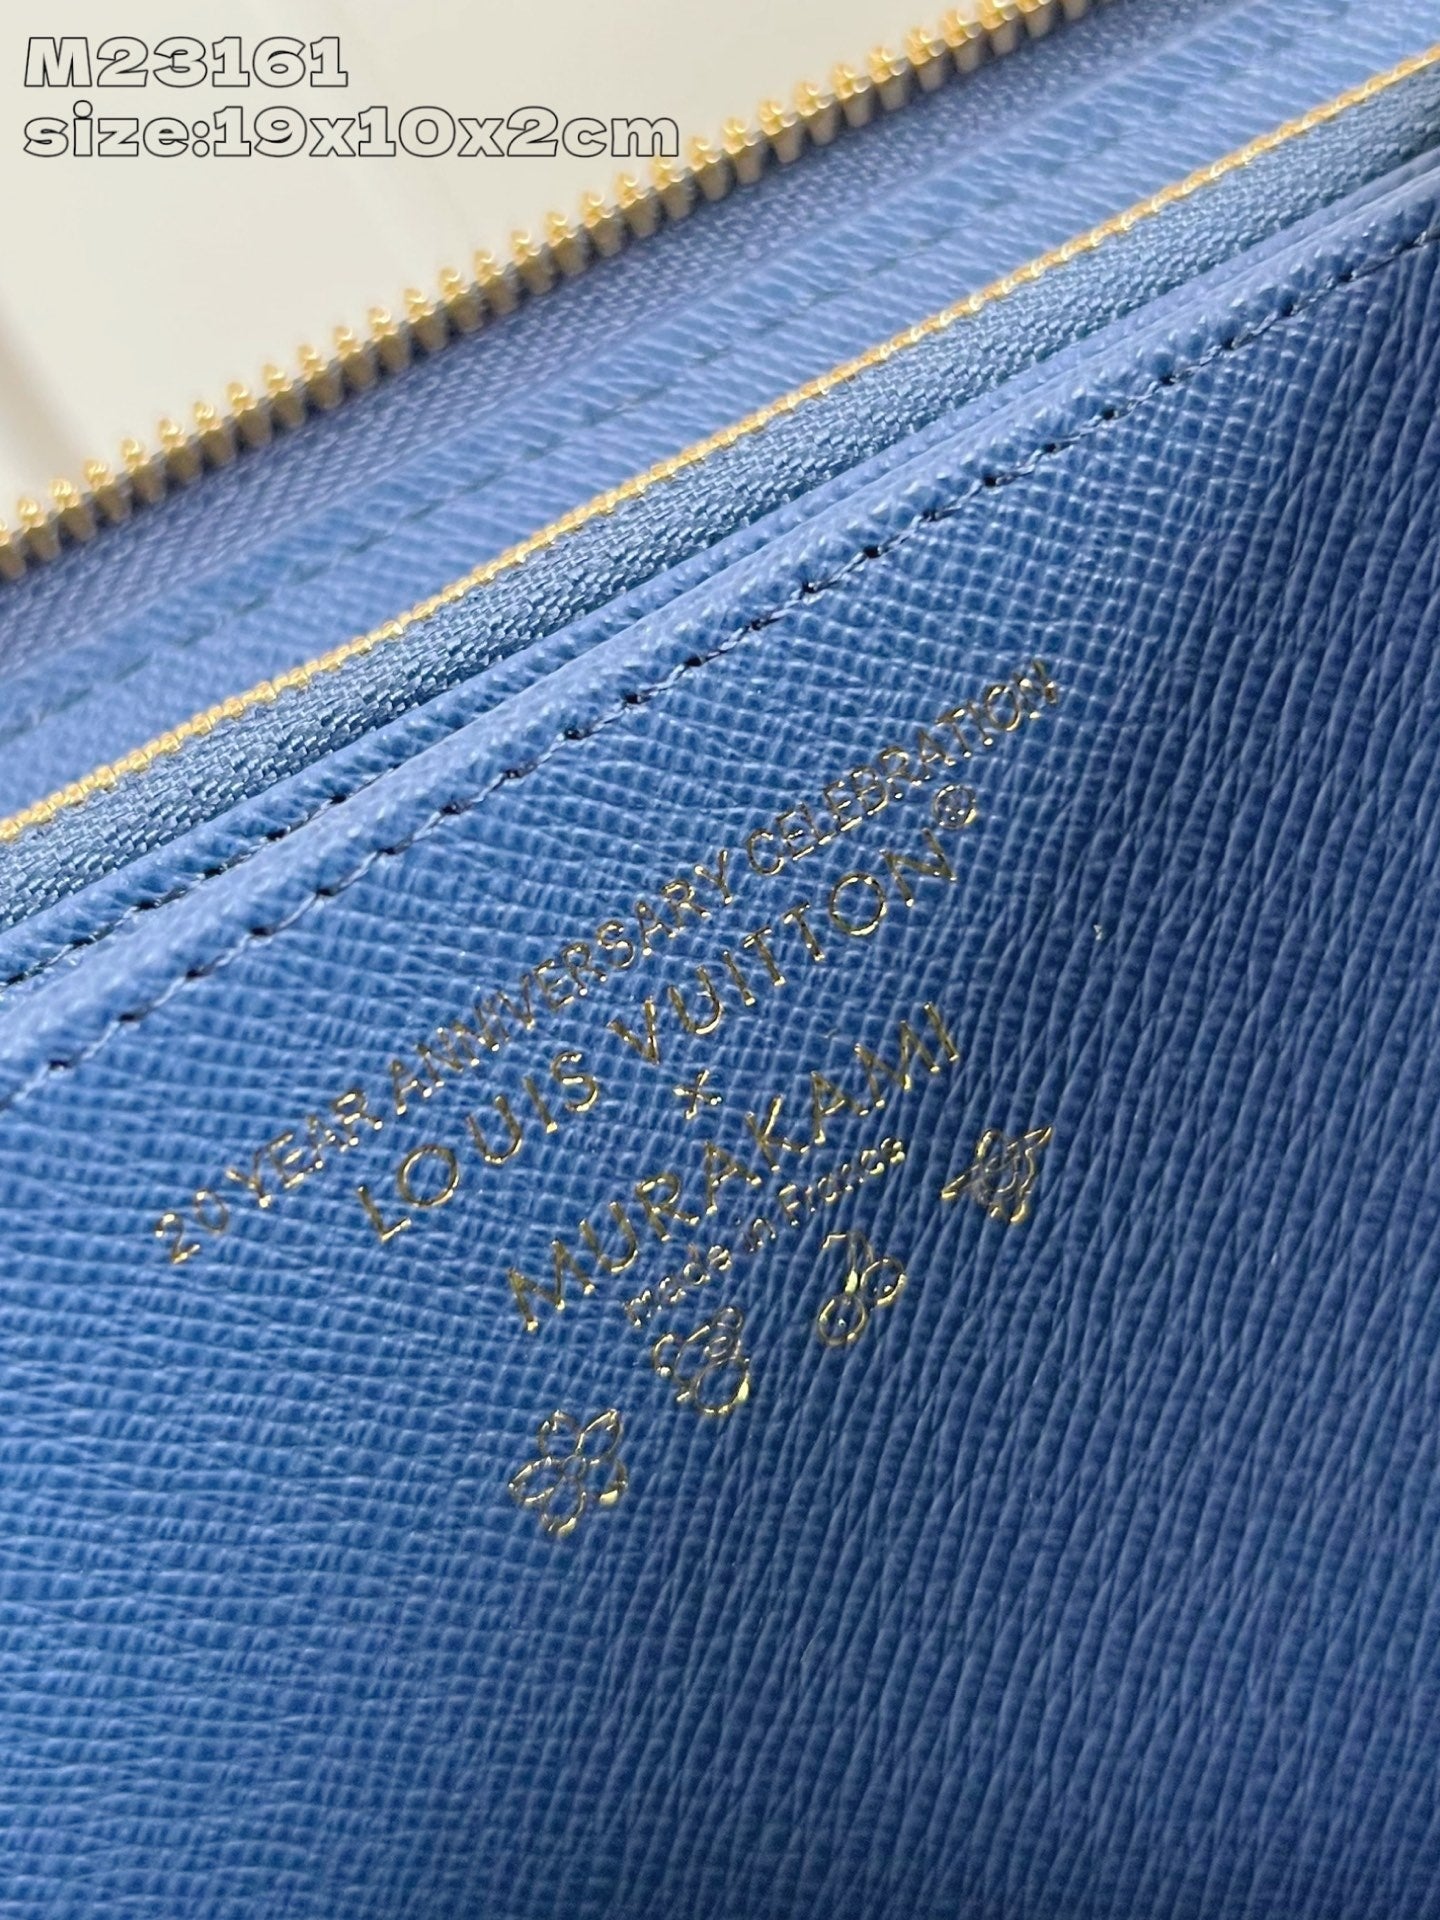 M23161
size:19x10x2cm
20 YEAR ANNIVERSARY CELEBRATION
LOUIS VUITTON®
x
MURAKAMI
made in France